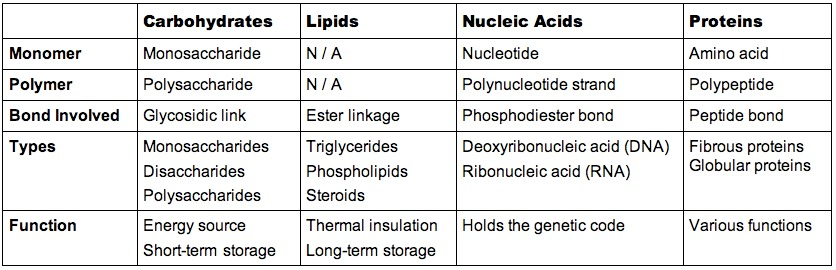 Carbohydrates Lipids Nucleic Acids Proteins
Monomer Monosaccharide N / A Nucleotide Amino acid
Polymer Polysaccharide N / A Polynucleotide strand Polypeptide
Bond Involved Glycosidic link Ester linkage Phosphodiester bond Peptide bond
Types Monosaccharides Triglycerides Deoxyribonucleic acid (DNA) Fibrous proteins
Disaccharides Phospholipids Ribonucleic acid (RNA) Globular proteins
Polysaccharides Steroids
Function Energy source Thermal insulation Holds the genetic code Various functions
Short-term storage Long-term storage